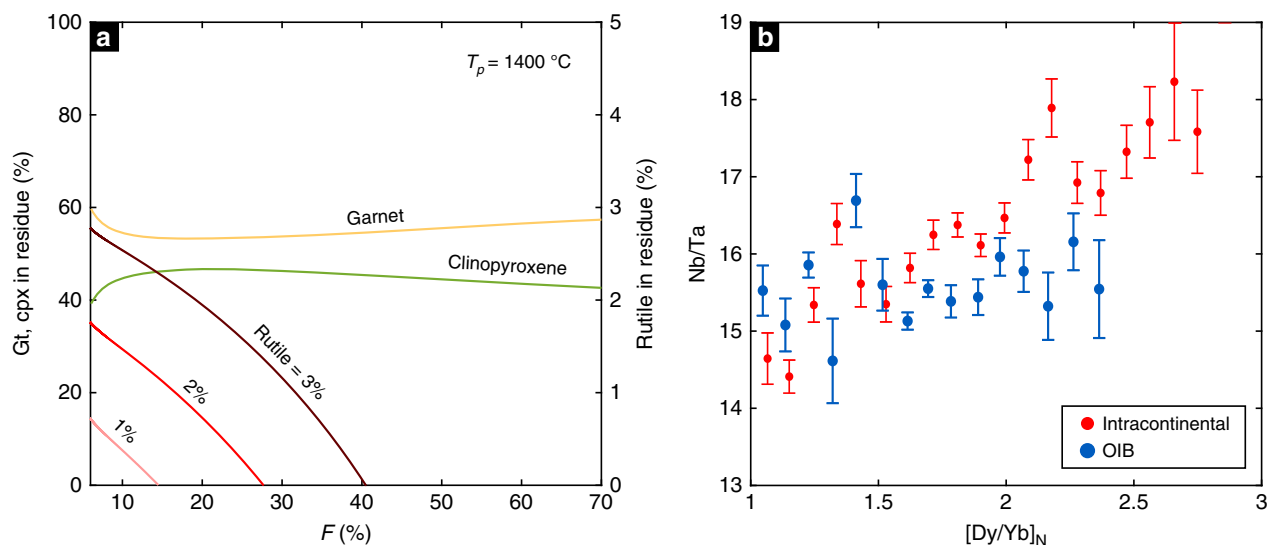 a
T_p = 1400 °C
Garnet
Clinopyroxene
Rutile = 3%
2%
1%
100
80
60
40
20
0
Gt, cpx in residue (%)
5
4
3
2
1
0
Rutile in residue (%)
10 20 30 40 50 60 70
F (%)
b
19
18
17
16
15
14
13
Nb/Ta
Intracontinental
OIB
1 1.5 2 2.5 3
[Dy/Yb]N